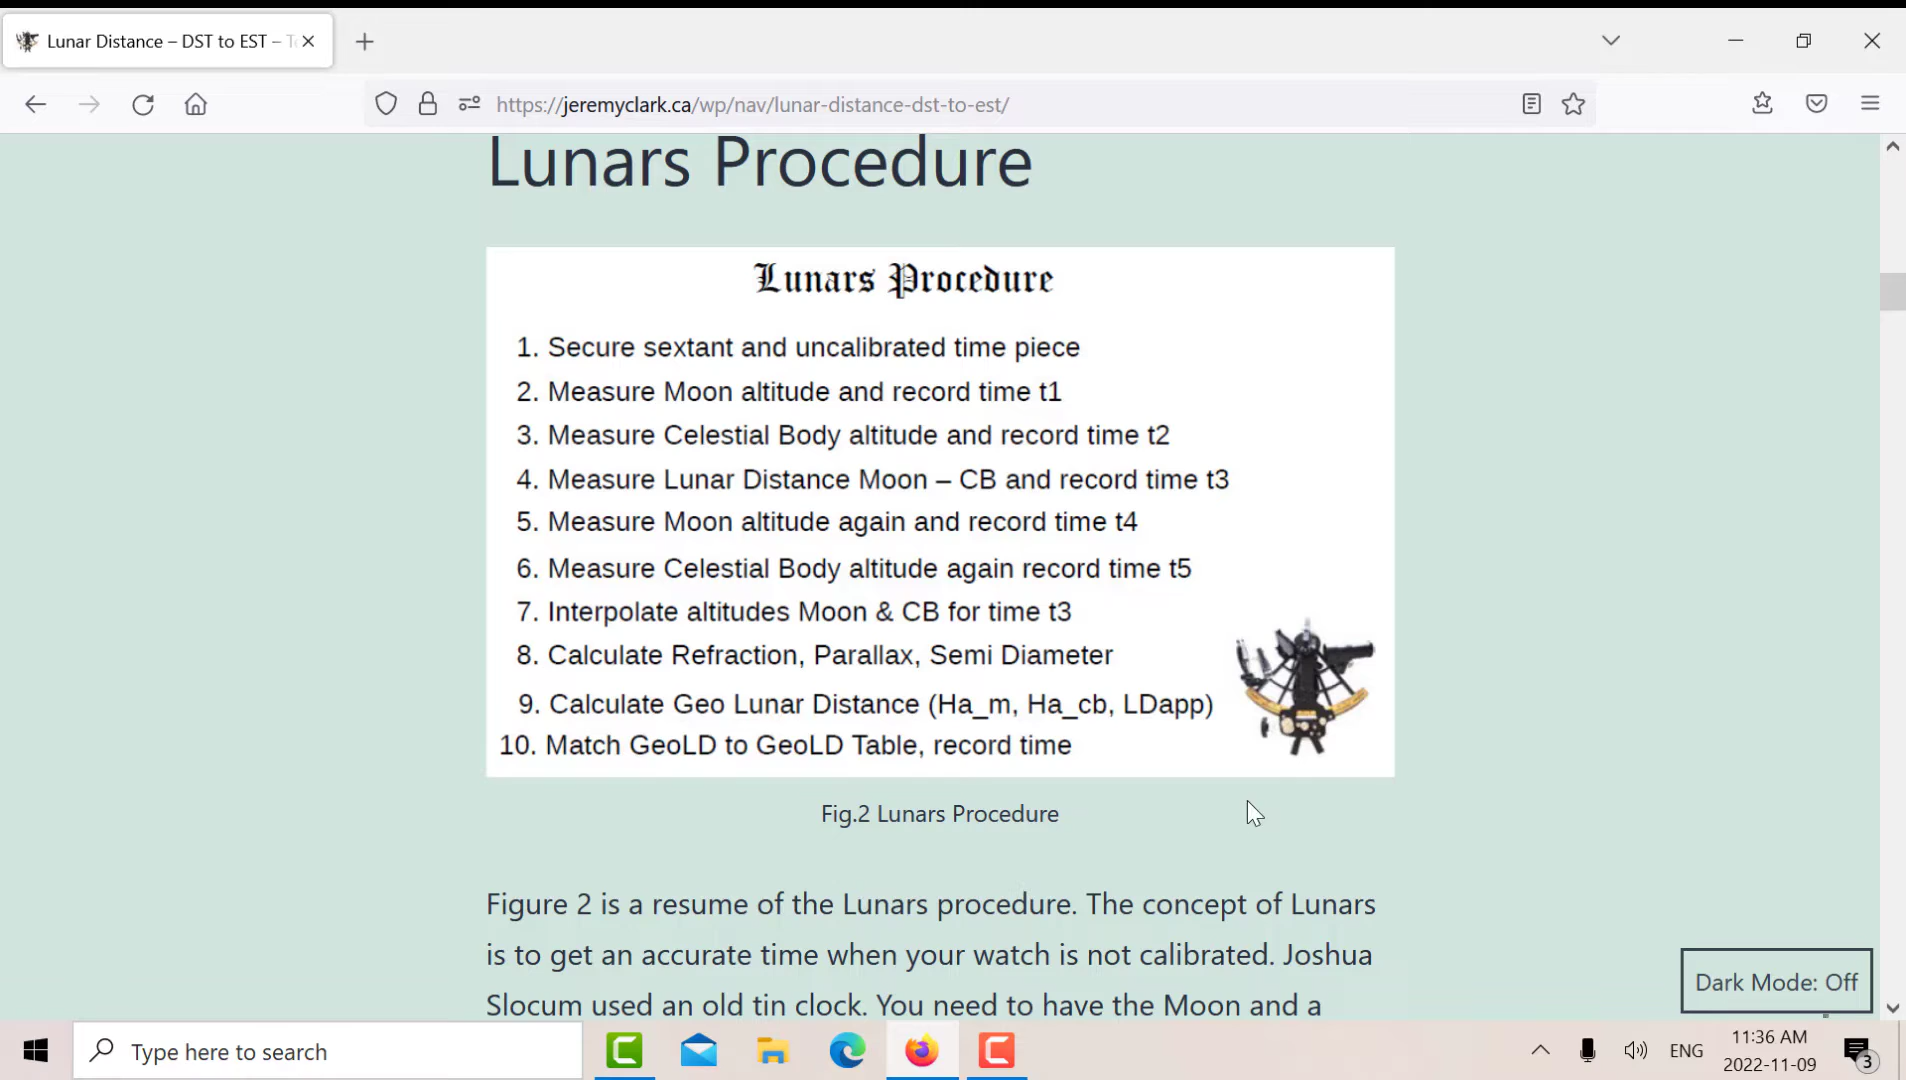 Lunar Distance – DST to EST – T
https://jeremyclark.ca/wp/nav/lunar-distance-dst-to-est/
Lunars Procedure
Lunars Procedure
1. Secure sextant and uncalibrated time piece
2. Measure Moon altitude and record time t1
3. Measure Celestial Body altitude and record time t2
4. Measure Lunar Distance Moon – CB and record time t3
5. Measure Moon altitude again and record time t4
6. Measure Celestial Body altitude again record time t5
7. Interpolate altitudes Moon & CB for time t3
8. Calculate Refraction, Parallax, Semi Diameter
9. Calculate Geo Lunar Distance (Ha_m, Ha_cb, LDapp)
10. Match GeoLD to GeoLD Table, record time
Fig.2 Lunars Procedure
Figure 2 is a resume of the Lunars procedure. The concept of Lunars
is to get an accurate time when your watch is not calibrated. Joshua
Slocum used an old tin clock. You need to have the Moon and a
Dark Mode: Off
Type here to search
ENG
11:36 AM
2022-11-09
3